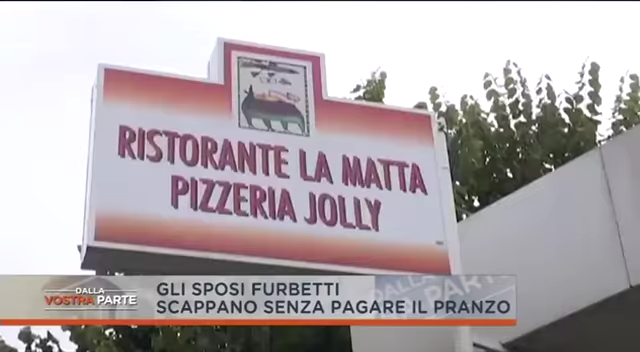 RISTORANTE LA MATTA
PIZZERIA JOLLY
DALLA
VOSTRA PARTE
GLI SPOSI FURBETTI
SCAPPANO SENZA PAGARE IL PRANZO